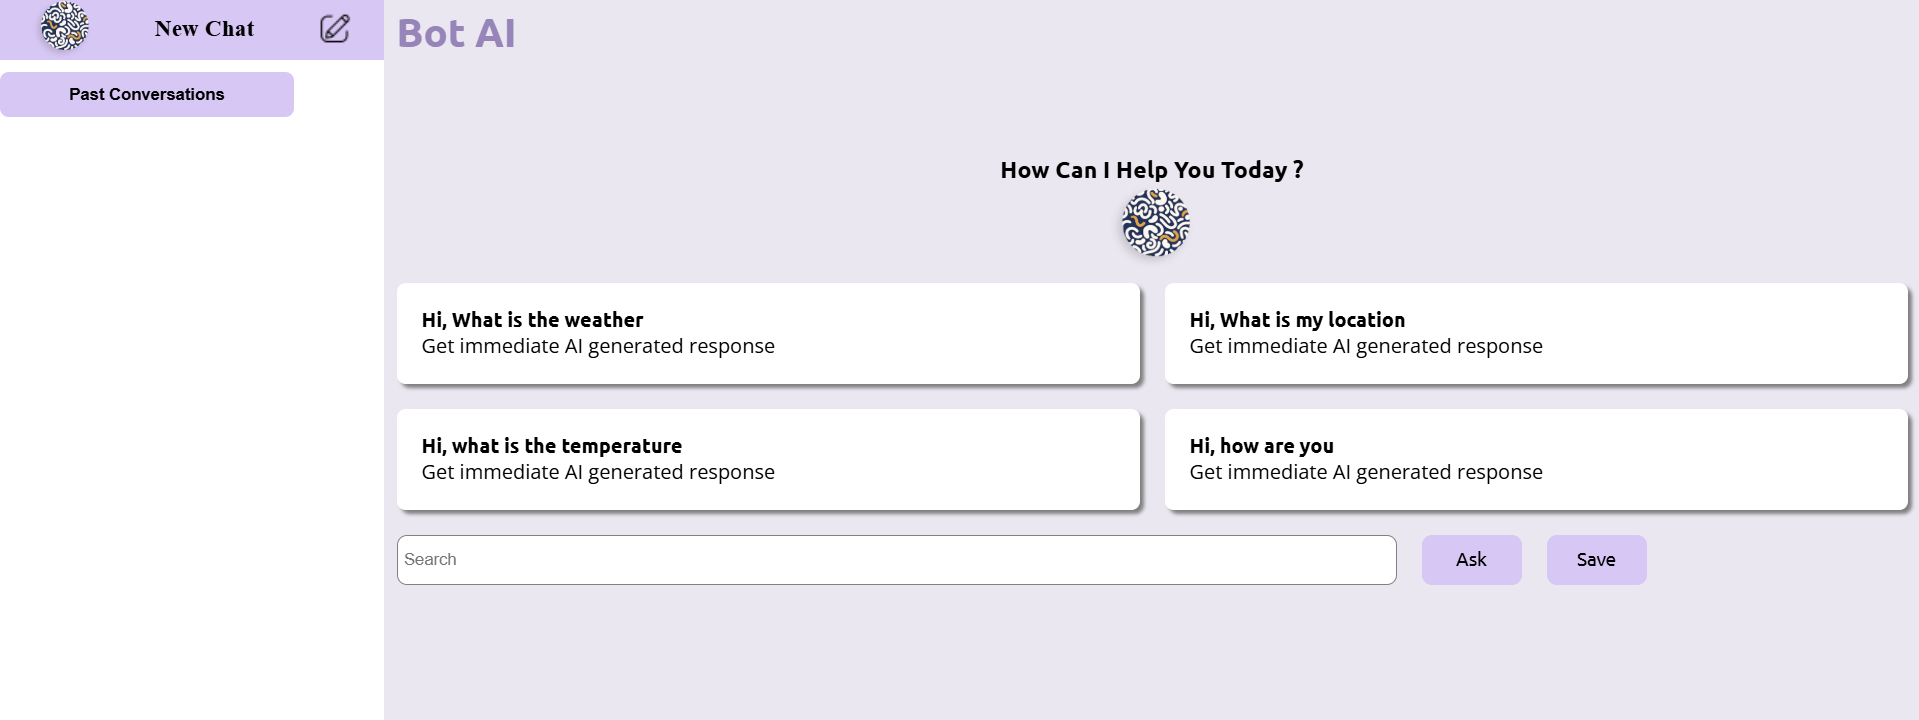 New Chat
Past Conversations
Bot AI
How Can I Help You Today ?
Hi, What is the weather
Get immediate AI generated response
Hi, What is my location
Get immediate AI generated response
Hi, what is the temperature
Get immediate AI generated response
Hi, how are you
Get immediate AI generated response
Search
Ask
Save